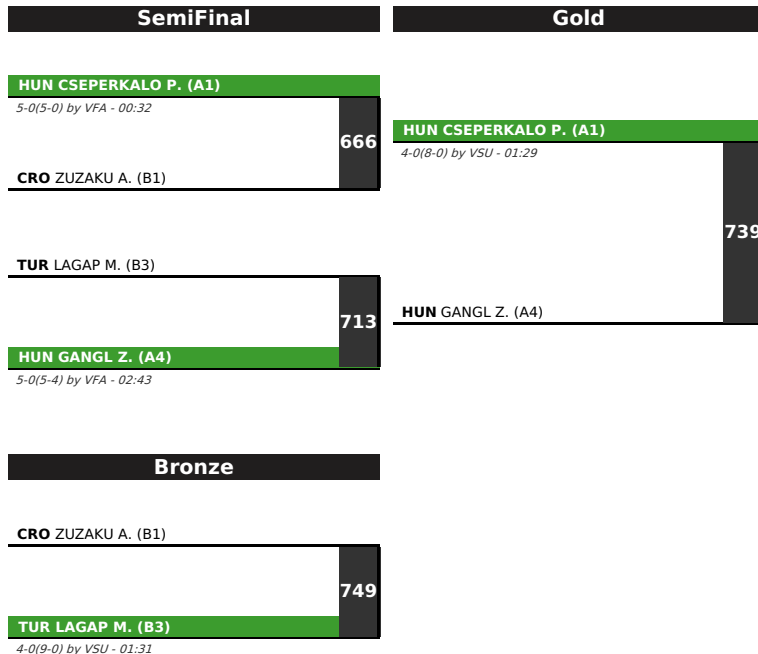 SemiFinal
Gold
HUN CSEPERKALO P. (A1)
5-0(5-0) by VFA - 00:32
666
CRO ZUZAKU A. (B1)
HUN CSEPERKALO P. (A1)
4-0(8-0) by VSU - 01:29
739
HUN GANGL Z. (A4)
TUR LAGAP M. (B3)
713
HUN GANGL Z. (A4)
5-0(5-4) by VFA - 02:43
Bronze
CRO ZUZAKU A. (B1)
749
TUR LAGAP M. (B3)
4-0(9-0) by VSU - 01:31